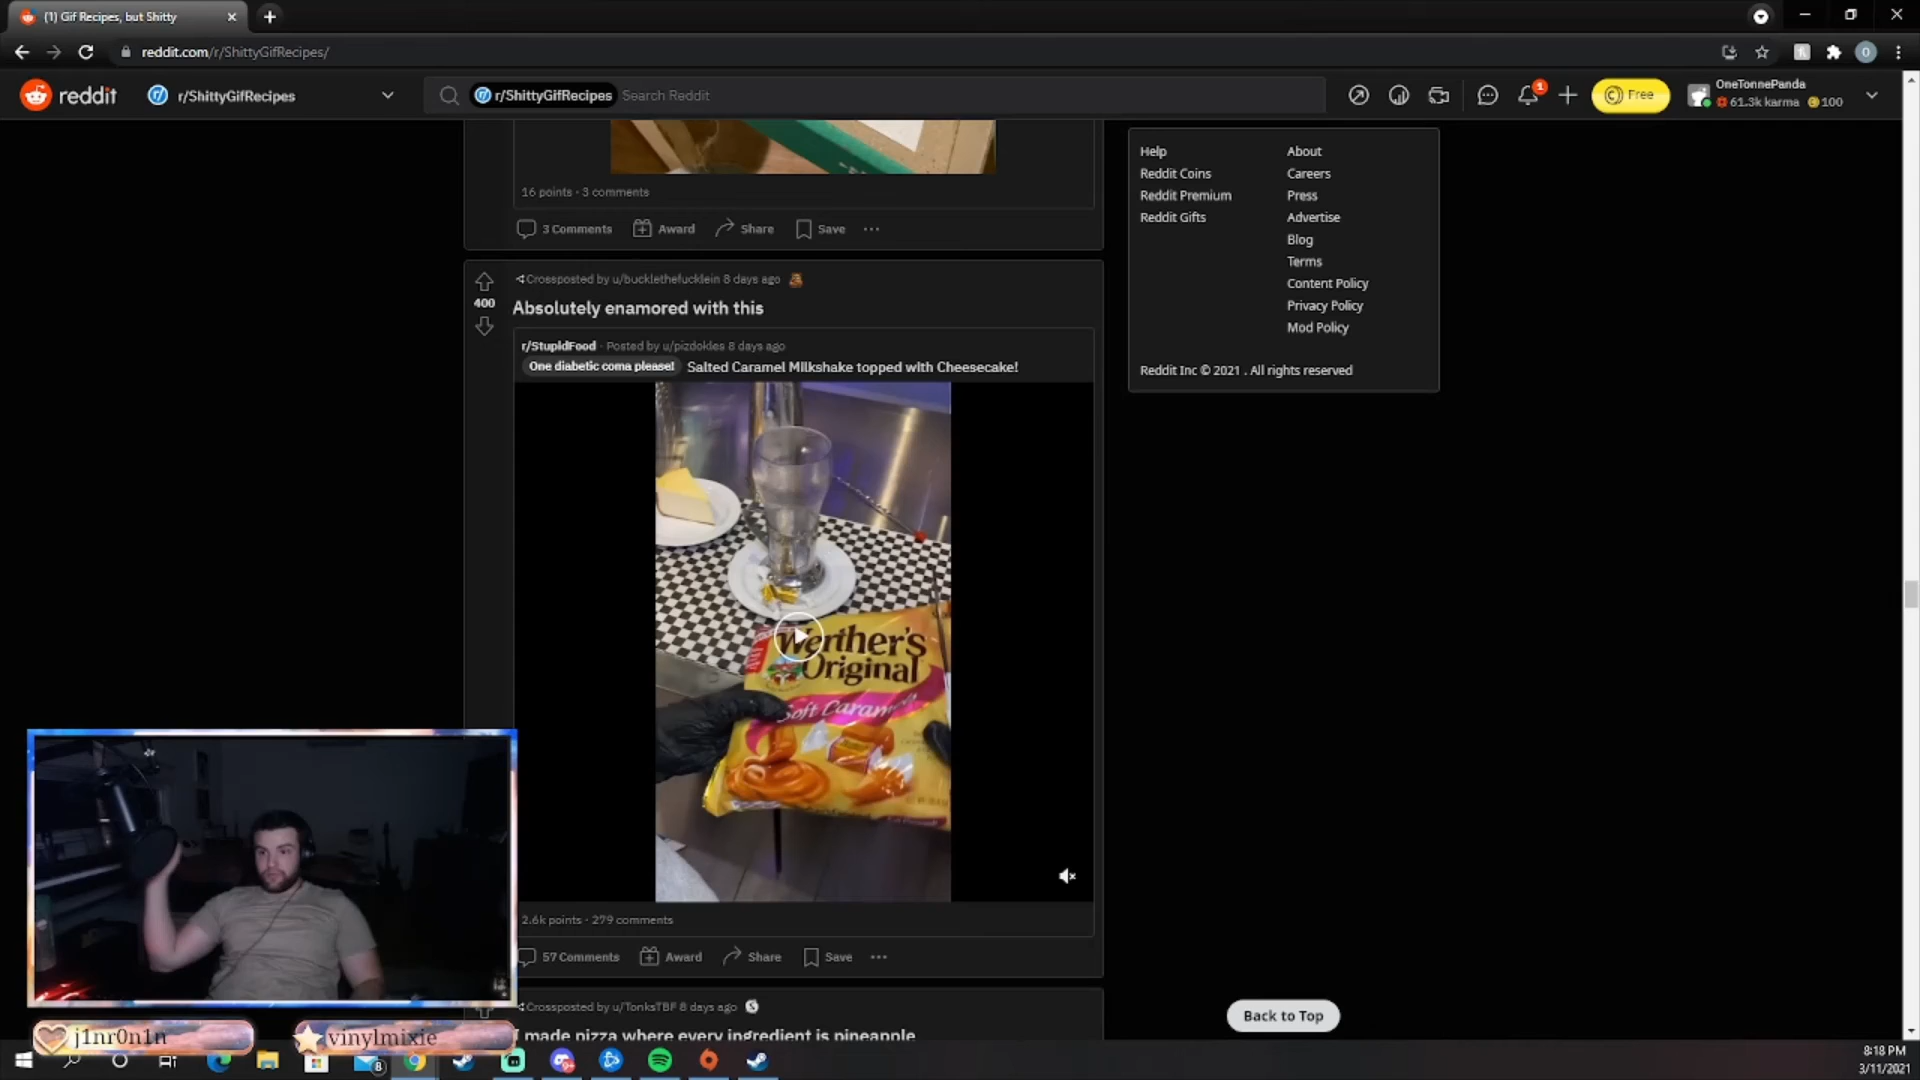 (1) Gif Recipes, but Shitty
reddit.com/r/ShittyGifRecipes/
reddit
r/ShittyGifRecipes
r/ShittyGifRecipes Search Reddit
1
Free
OneTonnePanda
61.3k karma 100
16 points · 3 comments
3 Comments Award Share Save
Crossposted by u/bucklethefucklein 8 days ago
400
Absolutely enamored with this
r/StupidFood · Posted by u/pizdokles 8 days ago
One diabetic coma please! Salted Caramel Milkshake topped with Cheesecake!
Werther's
Original
Soft Caramels
2.6k points · 279 comments
57 Comments Award Share Save
Crossposted by u/TonksTBF 8 days ago
I made pizza where every ingredient is pineapple
Help
Reddit Coins
Reddit Premium
Reddit Gifts
About
Careers
Press
Advertise
Blog
Terms
Content Policy
Privacy Policy
Mod Policy
Reddit Inc © 2021 . All rights reserved
Back to Top
j1nr0n1n
vinylmixie
8
8:18 PM
3/11/2021